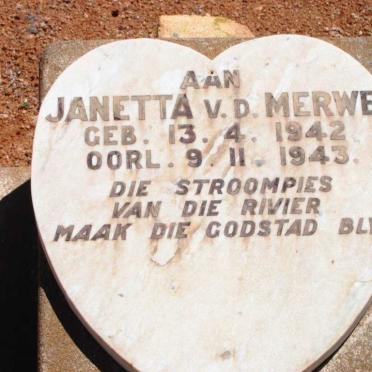 AAN
JANETTA V.D. MERWE
GEB. 13. 4. 1942
OORL. 9. 11. 1943.
DIE STROOMPIES
VAN DIE RIVIER
MAAK DIE GODSTAD BLY